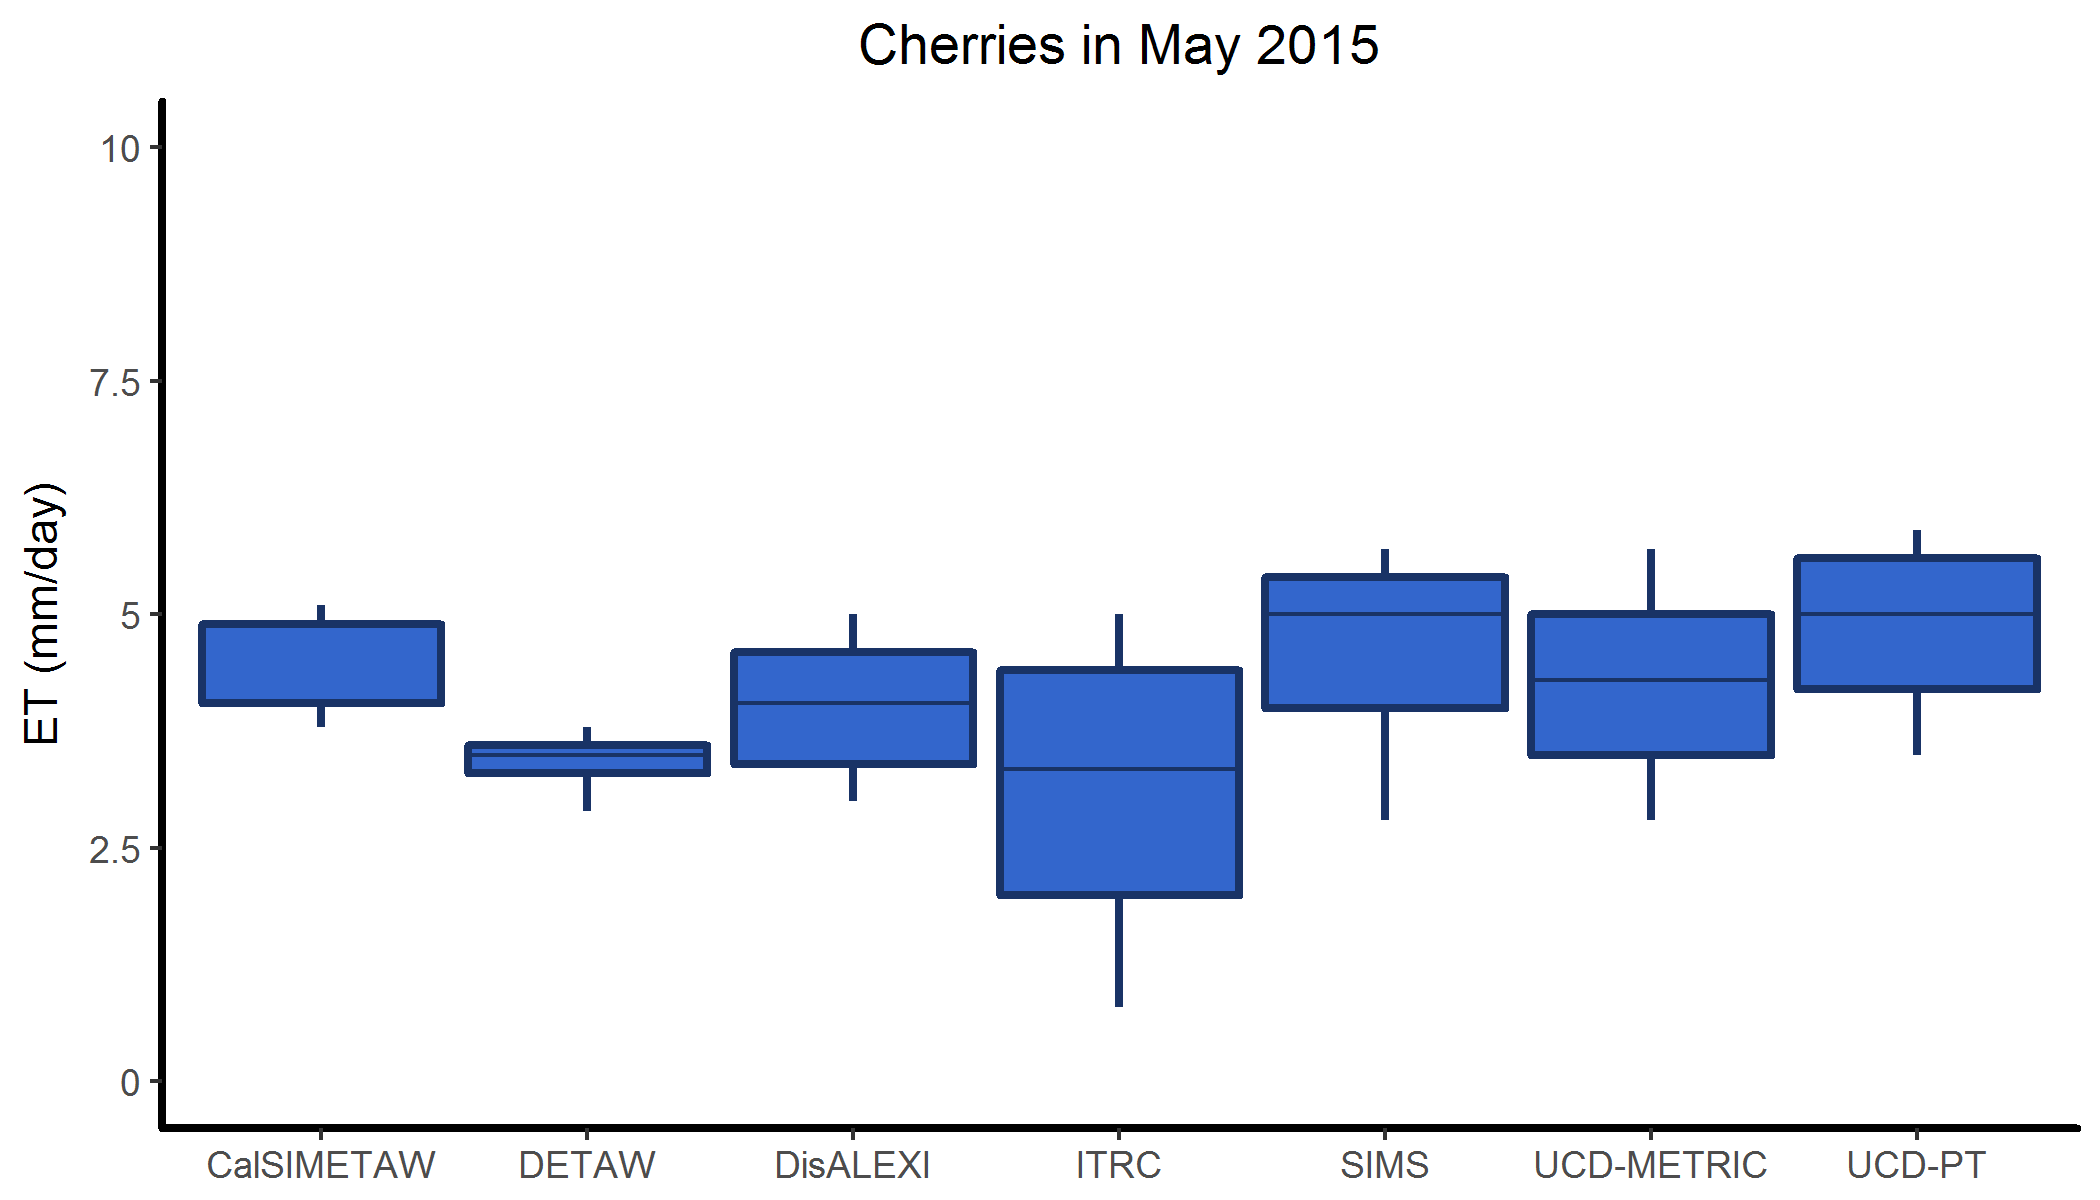 Cherries in May 2015
ET (mm/day)
10
7.5
5
2.5
0
CalSIMETAW DETAW DisALEXI ITRC SIMS UCD-METRIC UCD-PT